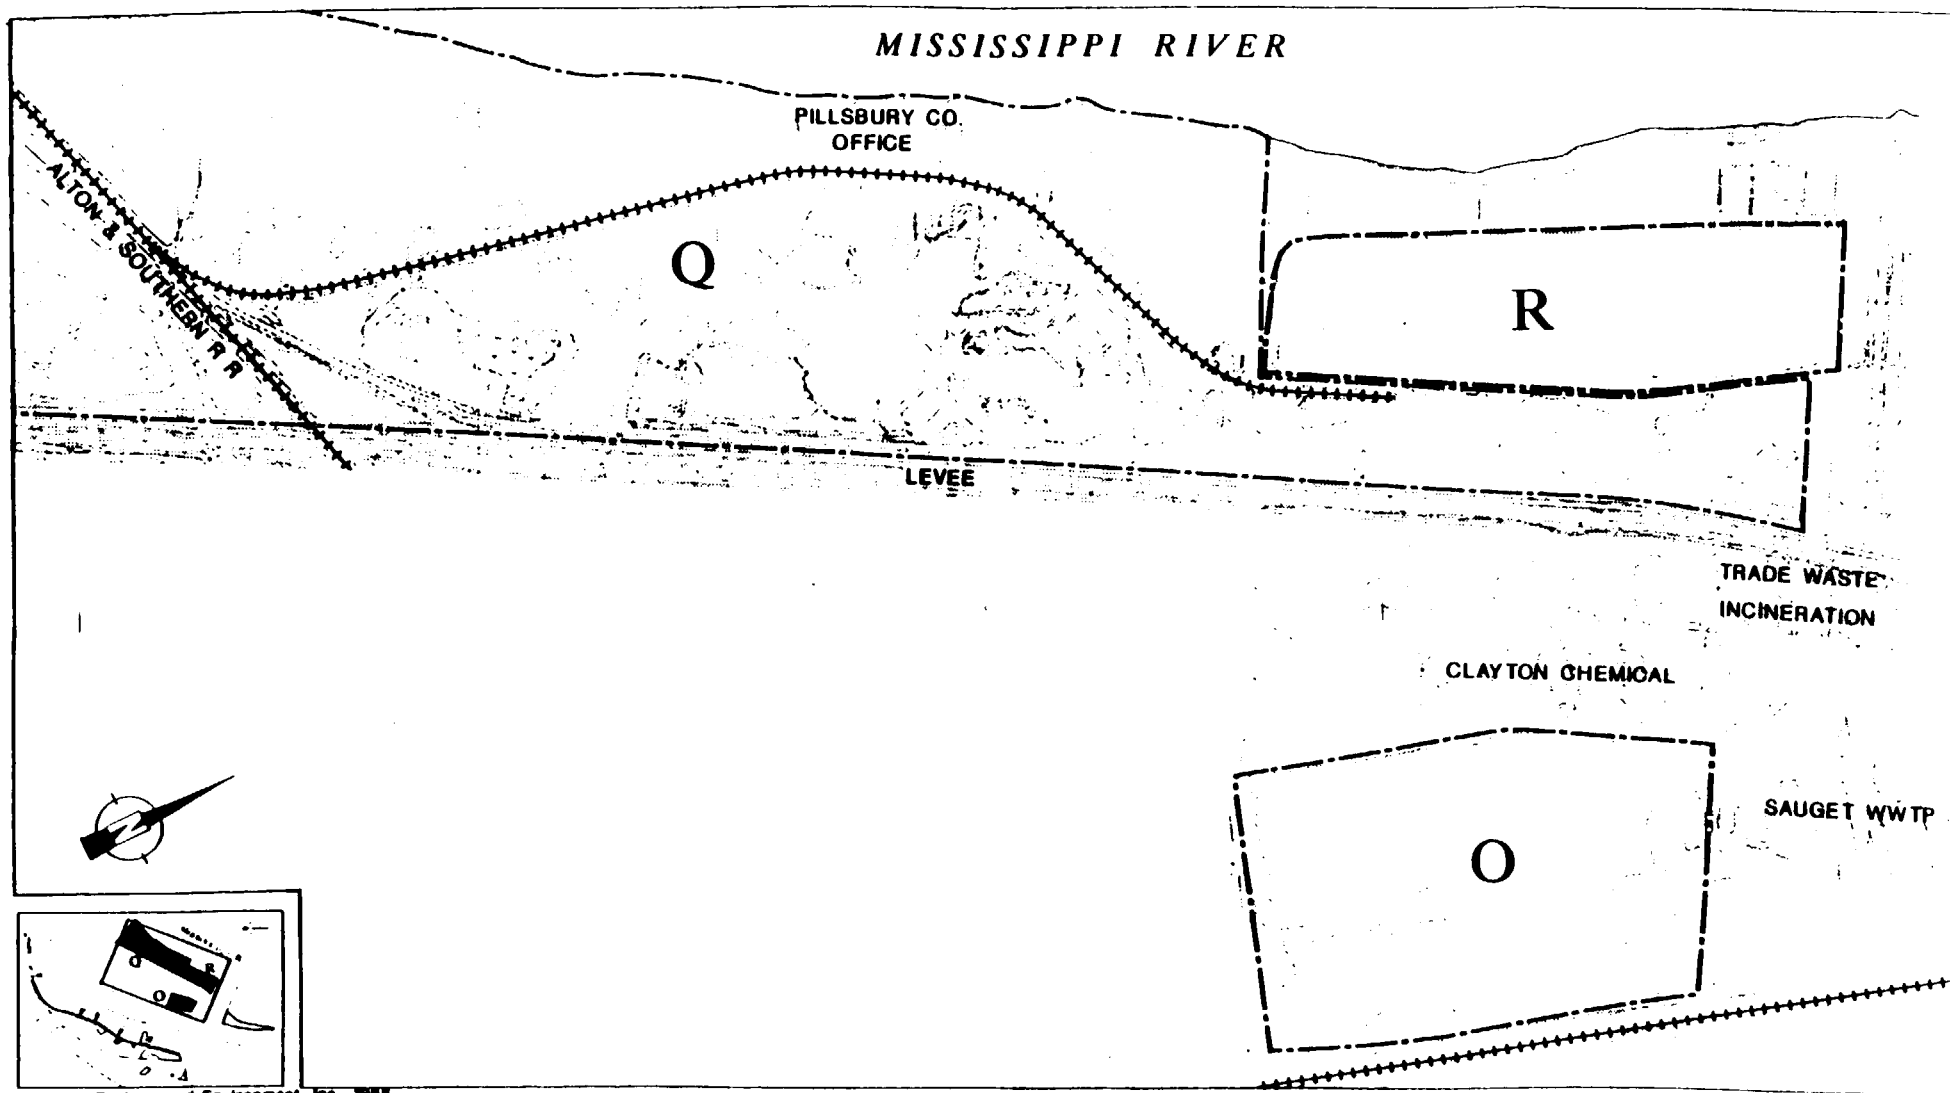 MISSISSIPPI RIVER
PILLSBURY CO.
OFFICE
ALTON & SOUTHERN R R
Q
R
LEVEE
TRADE WASTE
INCINERATION
CLAYTON CHEMICAL
SAUGET WWTP
O
N
Q
R
O